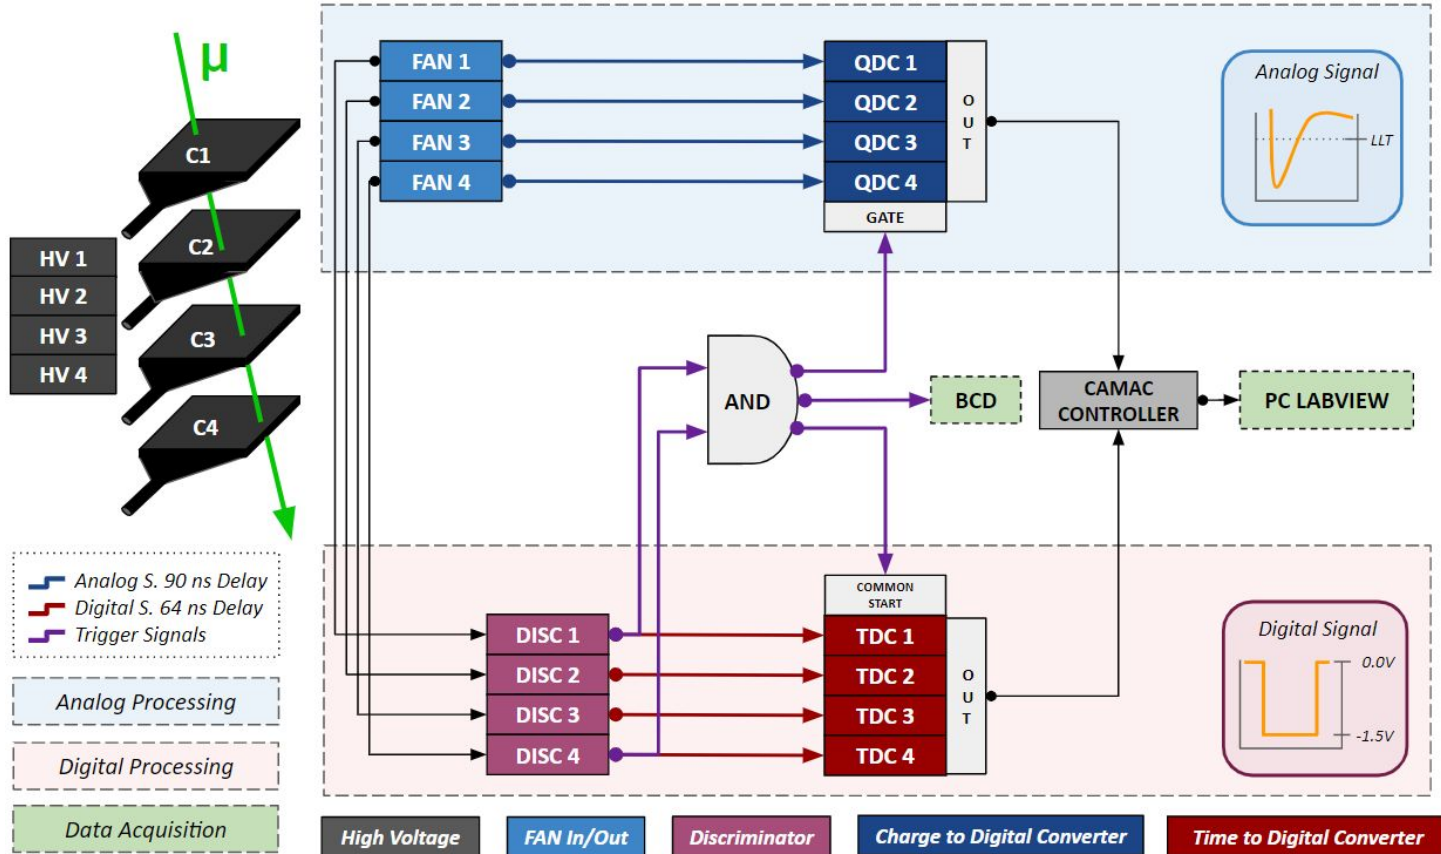 μ
C1
C2
C3
C4
HV 1
HV 2
HV 3
HV 4
FAN 1
FAN 2
FAN 3
FAN 4
QDC 1
QDC 2
QDC 3
QDC 4
OUT
GATE
Analog Signal
LLT
AND
BCD
CAMAC
CONTROLLER
PC LABVIEW
Analog S. 90 ns Delay
Digital S. 64 ns Delay
Trigger Signals
Analog Processing
Digital Processing
Data Acquisition
DISC 1
DISC 2
DISC 3
DISC 4
COMMON
START
TDC 1
TDC 2
TDC 3
TDC 4
OUT
Digital Signal
0.0V
-1.5V
High Voltage
FAN In/Out
Discriminator
Charge to Digital Converter
Time to Digital Converter